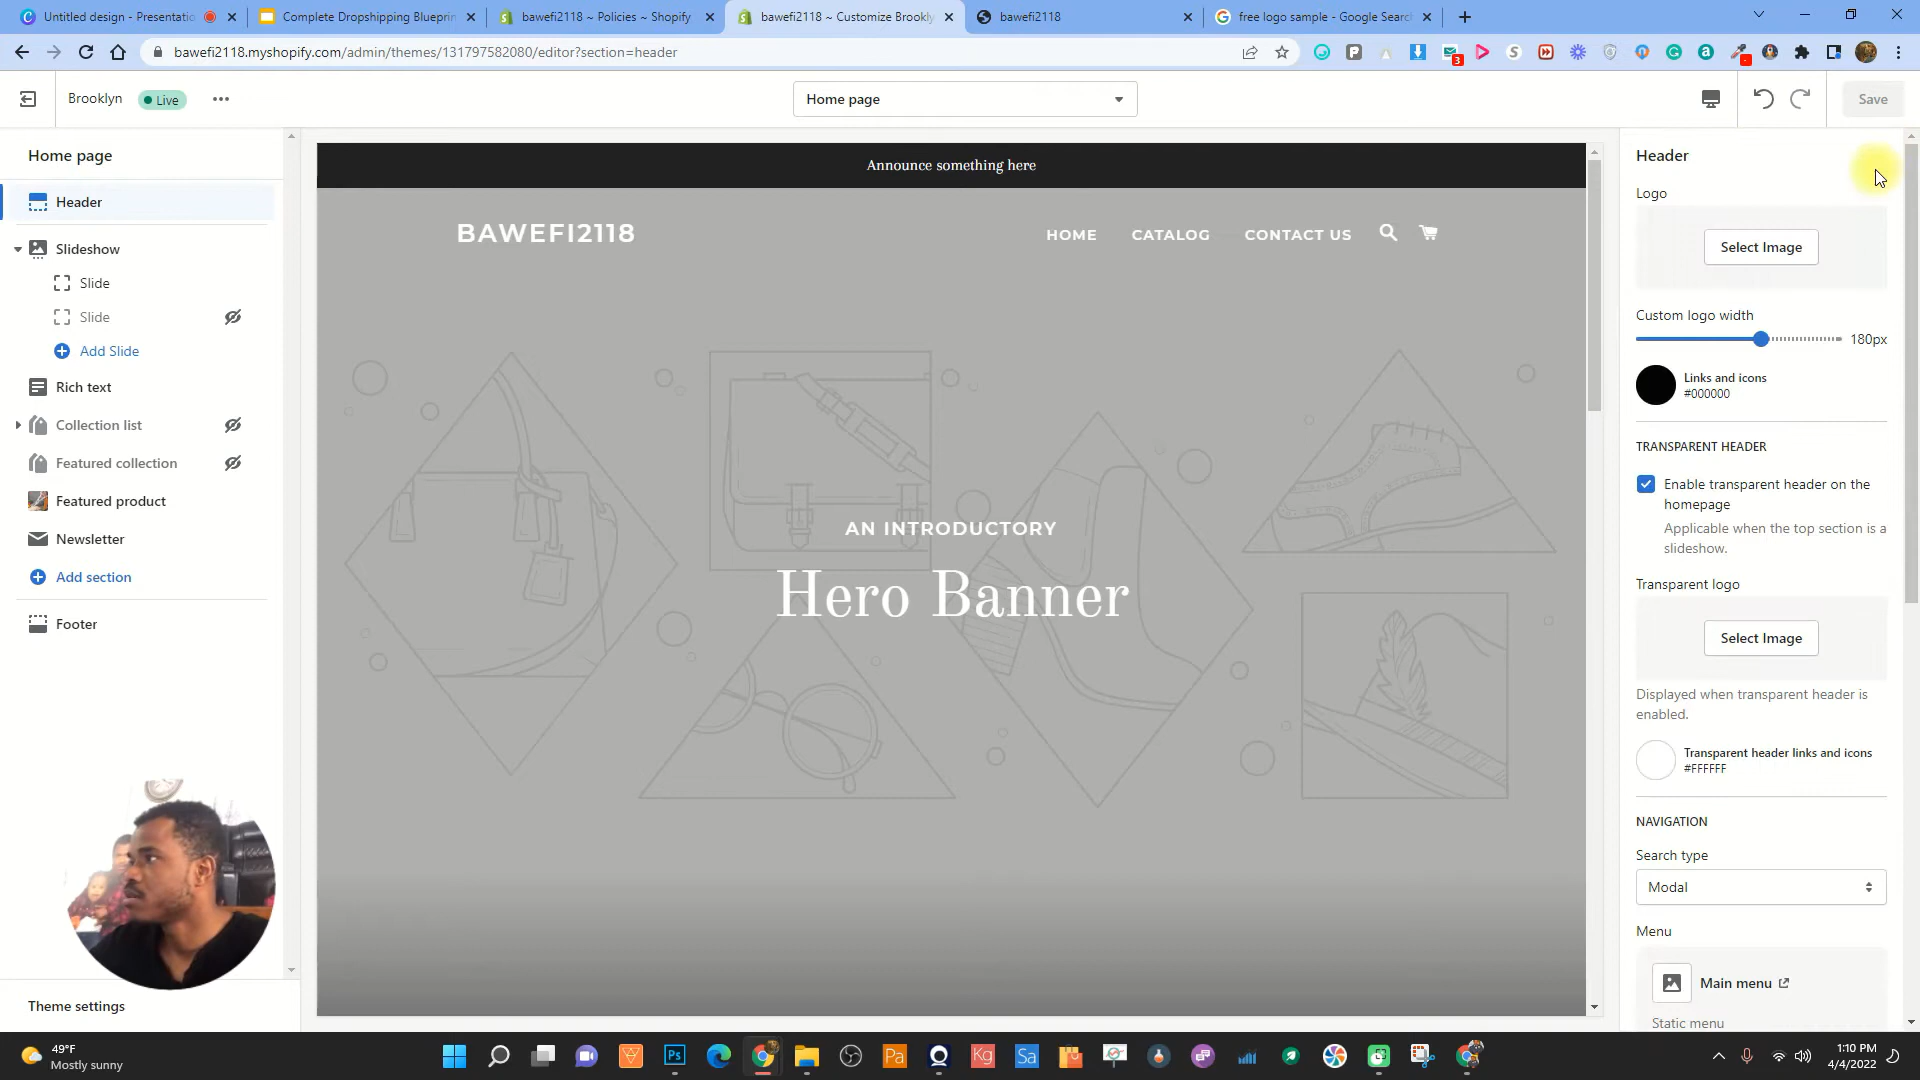 Untitled design - Presentatio
Complete Dropshipping Blueprin
bawefi2118 ~ Policies ~ Shopify
bawefi2118 ~ Customize Brookly
bawefi2118
free logo sample - Google Searc
bawefi2118.myshopify.com/admin/themes/131797582080/editor?section=header
3
Brooklyn
Live
Home page
Save
Home page
Header
Slideshow
Slide
Slide
Add Slide
Rich text
Collection list
Featured collection
Featured product
Newsletter
Add section
Footer
Theme settings
Announce something here
BAWEFI2118
HOME
CATALOG
CONTACT US
AN INTRODUCTORY
Hero Banner
Header
Logo
Select Image
Custom logo width
180px
Links and icons
#000000
TRANSPARENT HEADER
Enable transparent header on the
homepage
Applicable when the top section is a
slideshow.
Transparent logo
Select Image
Displayed when transparent header is
enabled.
Transparent header links and icons
#FFFFFF
NAVIGATION
Search type
Modal
Menu
Main menu
Static menu
49°F
Mostly sunny
Ps
Pa
Kg
Sa
1:10 PM
4/4/2022